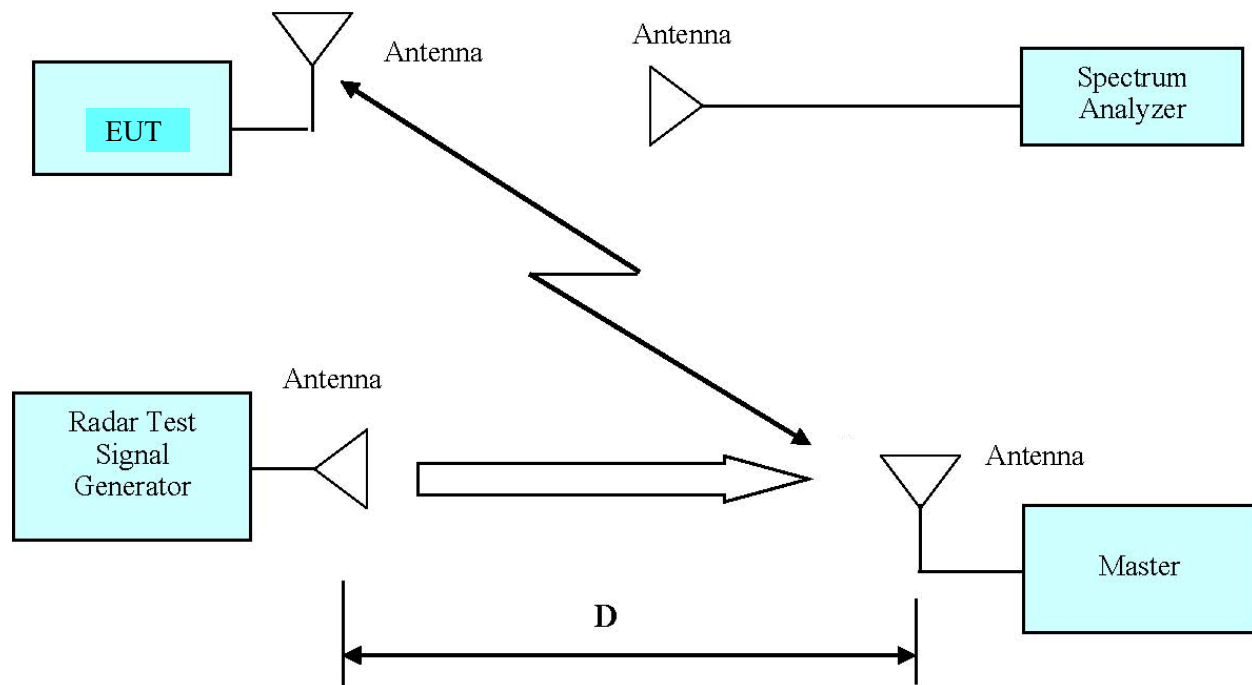 Antenna
Antenna
EUT
Spectrum
Analyzer
Antenna
Radar Test
Signal
Generator
Antenna
Master
D